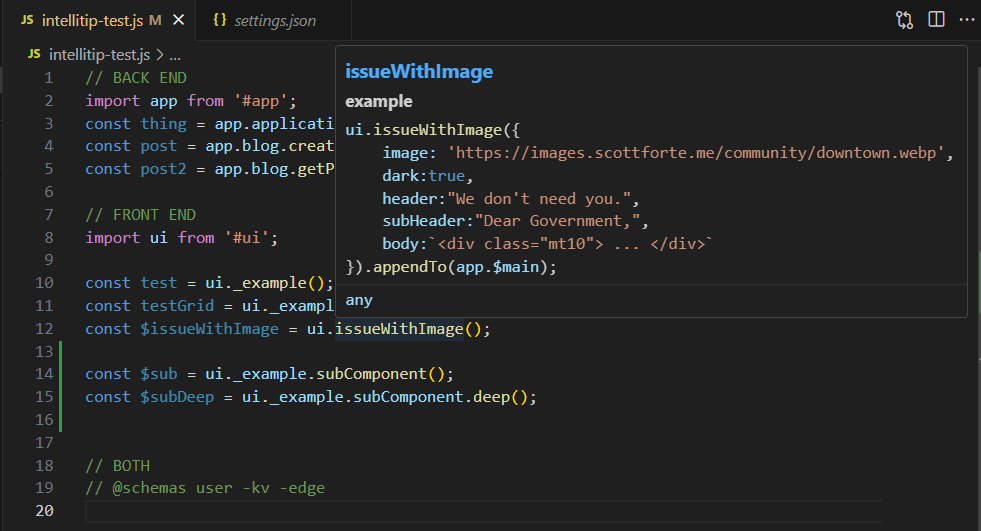 JS intellitip-test.js M ×
{} settings.json
JS intellitip-test.js > ...
1 // BACK END
2 import app from '#app';
3 const thing = app.applicati
4 const post = app.blog.creat
5 const post2 = app.blog.getP
6
7 // FRONT END
8 import ui from '#ui';
9
10 const test = ui._example();
11 const testGrid = ui._exampl
12 const $issueWithImage = ui.issueWithImage();
13
14 const $sub = ui._example.subComponent();
15 const $subDeep = ui._example.subComponent.deep();
16
17
18 // BOTH
19 // @schemas user -kv -edge
20
issueWithImage
example
ui.issueWithImage({
image: 'https://images.scottforte.me/community/downtown.webp',
dark:true,
header:"We don't need you.",
subHeader:"Dear Government,",
body:`<div class="mt10"> ... </div>`
}).appendTo(app.$main);
any